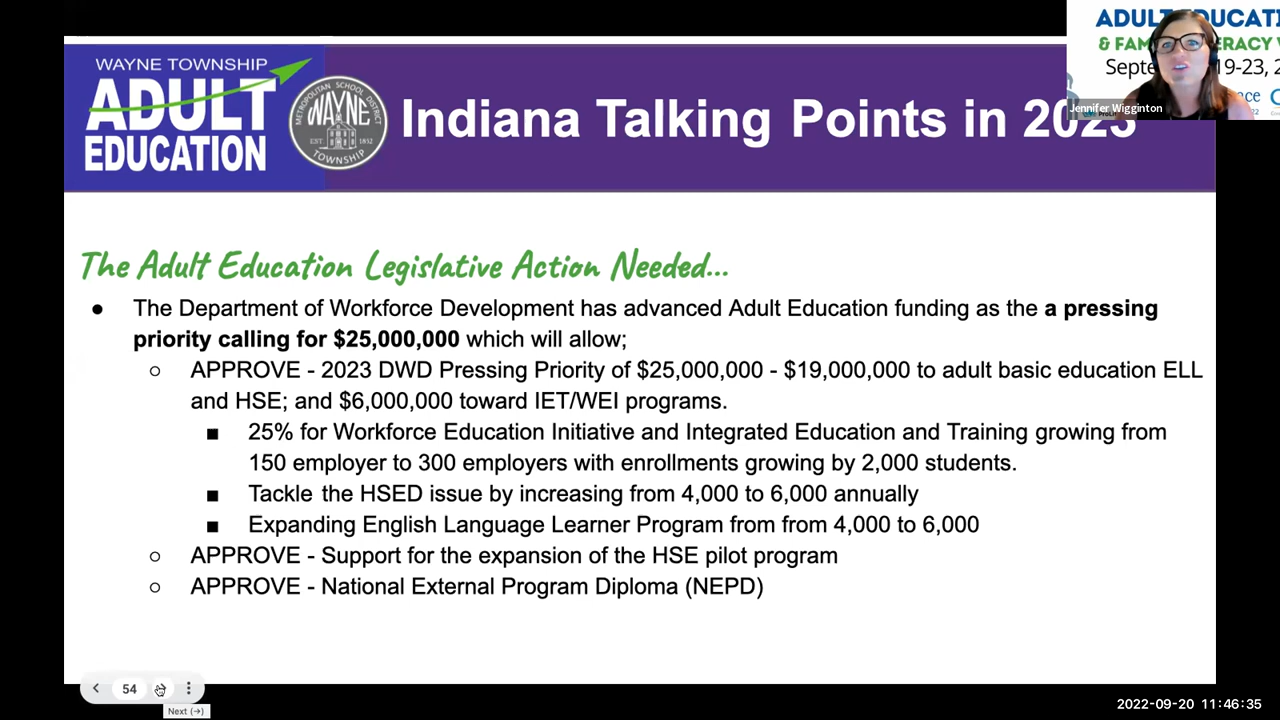 WAYNE TOWNSHIP
ADULT
EDUCATION
METROPOLITAN SCHOOL DISTRICT
WAYNE
EST 1852
TOWNSHIP
Indiana Talking Points in 2023
& FAM
Jennifer Wigginton
The Adult Education Legislative Action Needed...
● The Department of Workforce Development has advanced Adult Education funding as the a pressing
priority calling for $25,000,000 which will allow;
○ APPROVE - 2023 DWD Pressing Priority of $25,000,000 - $19,000,000 to adult basic education ELL
and HSE; and $6,000,000 toward IET/WEI programs.
■ 25% for Workforce Education Initiative and Integrated Education and Training growing from
150 employer to 300 employers with enrollments growing by 2,000 students.
■ Tackle the HSED issue by increasing from 4,000 to 6,000 annually
■ Expanding English Language Learner Program from from 4,000 to 6,000
○ APPROVE - Support for the expansion of the HSE pilot program
○ APPROVE - National External Program Diploma (NEPD)
54
Next (→)
2022-09-20 11:46:35